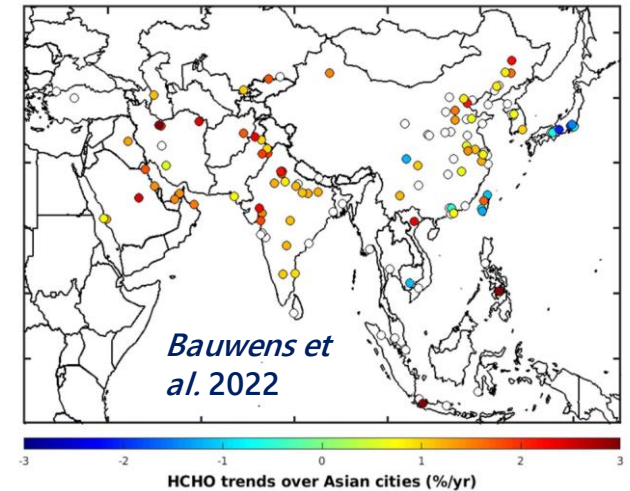 Bauwens et
al. 2022
-3 -2 -1 0 1 2 3
HCHO trends over Asian cities (%/yr)